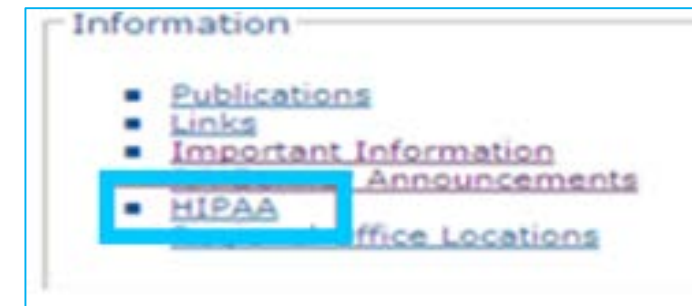 Information
Publications
Links
Important Information
Announcements
HIPAA
Office Locations